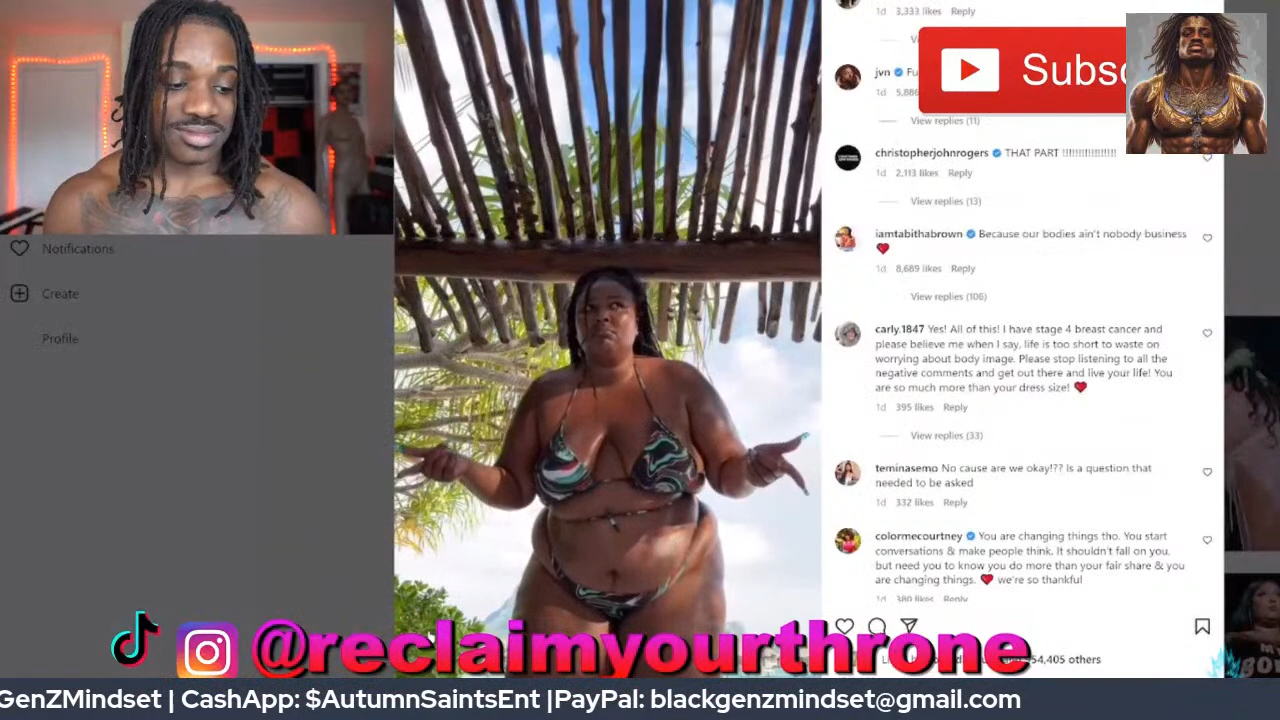 1d 3,333 likes Reply
jvn
View replies (11)
Subsc
christopherjohnrogers THAT PART !!!!!!!!!!!!!!!!!
1d 2,113 likes Reply
View replies (13)
iamtabithabrown Because our bodies ain't nobody business
❤️
1d 8,689 likes Reply
View replies (106)
carly.1847 Yes! All of this! I have stage 4 breast cancer and
please believe me when I say, life is too short to waste on
worrying about body image. Please stop listening to all the
negative comments and get out there and live your life! You
are so much more than your dress size! ❤️
1d 395 likes Reply
View replies (33)
teminasemo No cause are we okay!?? Is a question that
needed to be asked
1d 332 likes Reply
colormecourtney You are changing things tho. You start
conversations & make people think. It shouldn't fall on you,
but need you to know you do more than your fair share & you
are changing things. ❤️ we're so thankful
1d 380 likes Reply
Notifications
Create
Profile
@reclaimyourthrone
54,405 others
GenZMindset | CashApp: $AutumnSaintsEnt |PayPal: blackgenzmindset@gmail.com